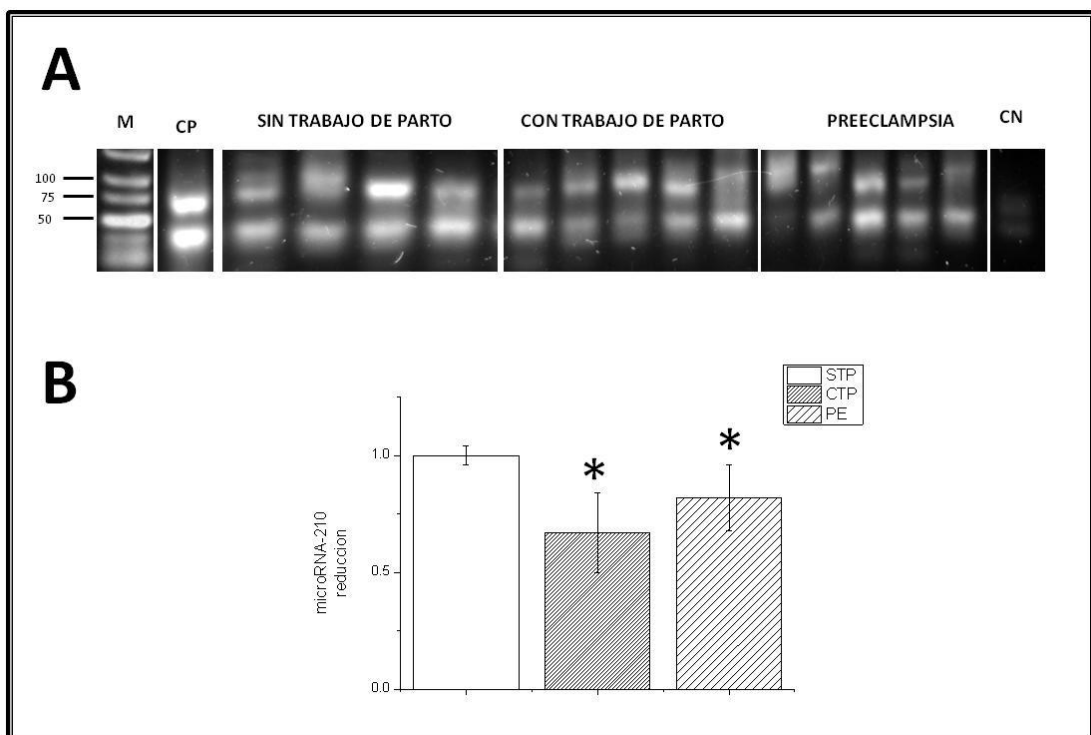 A
M CP SIN TRABAJO DE PARTO CON TRABAJO DE PARTO PREECLAMPSIA CN
100
75
50
B
STP
CTP
PE
* *
1.0
0.5
0.0
microRNA-210
reduccion